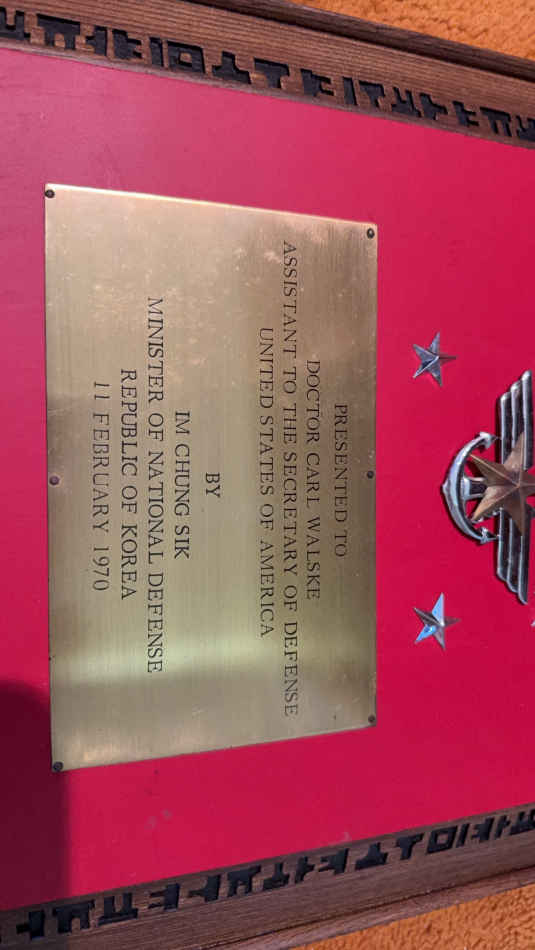 PRESENTED TO
DOCTOR CARL WALSKE
ASSISTANT TO THE SECRETARY OF DEFENSE
UNITED STATES OF AMERICA
BY
IM CHUNG SIK
MINISTER OF NATIONAL DEFENSE
REPUBLIC OF KOREA
11 FEBRUARY 1970